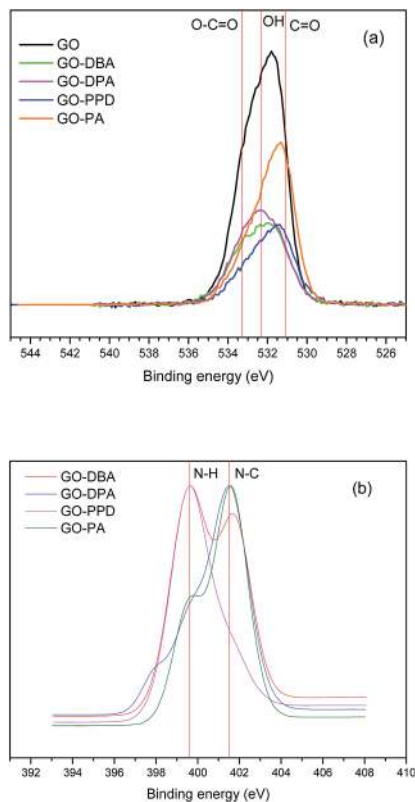 O-C=O OH C=O
(a)
GO
GO-DBA
GO-DPA
GO-PPD
GO-PA
544 542 540 538 536 534 532 530 528 526
Binding energy (eV)
N-H N-C
(b)
GO-DBA
GO-DPA
GO-PPD
GO-PA
392 394 396 398 400 402 404 406 408 410
Binding energy (eV)